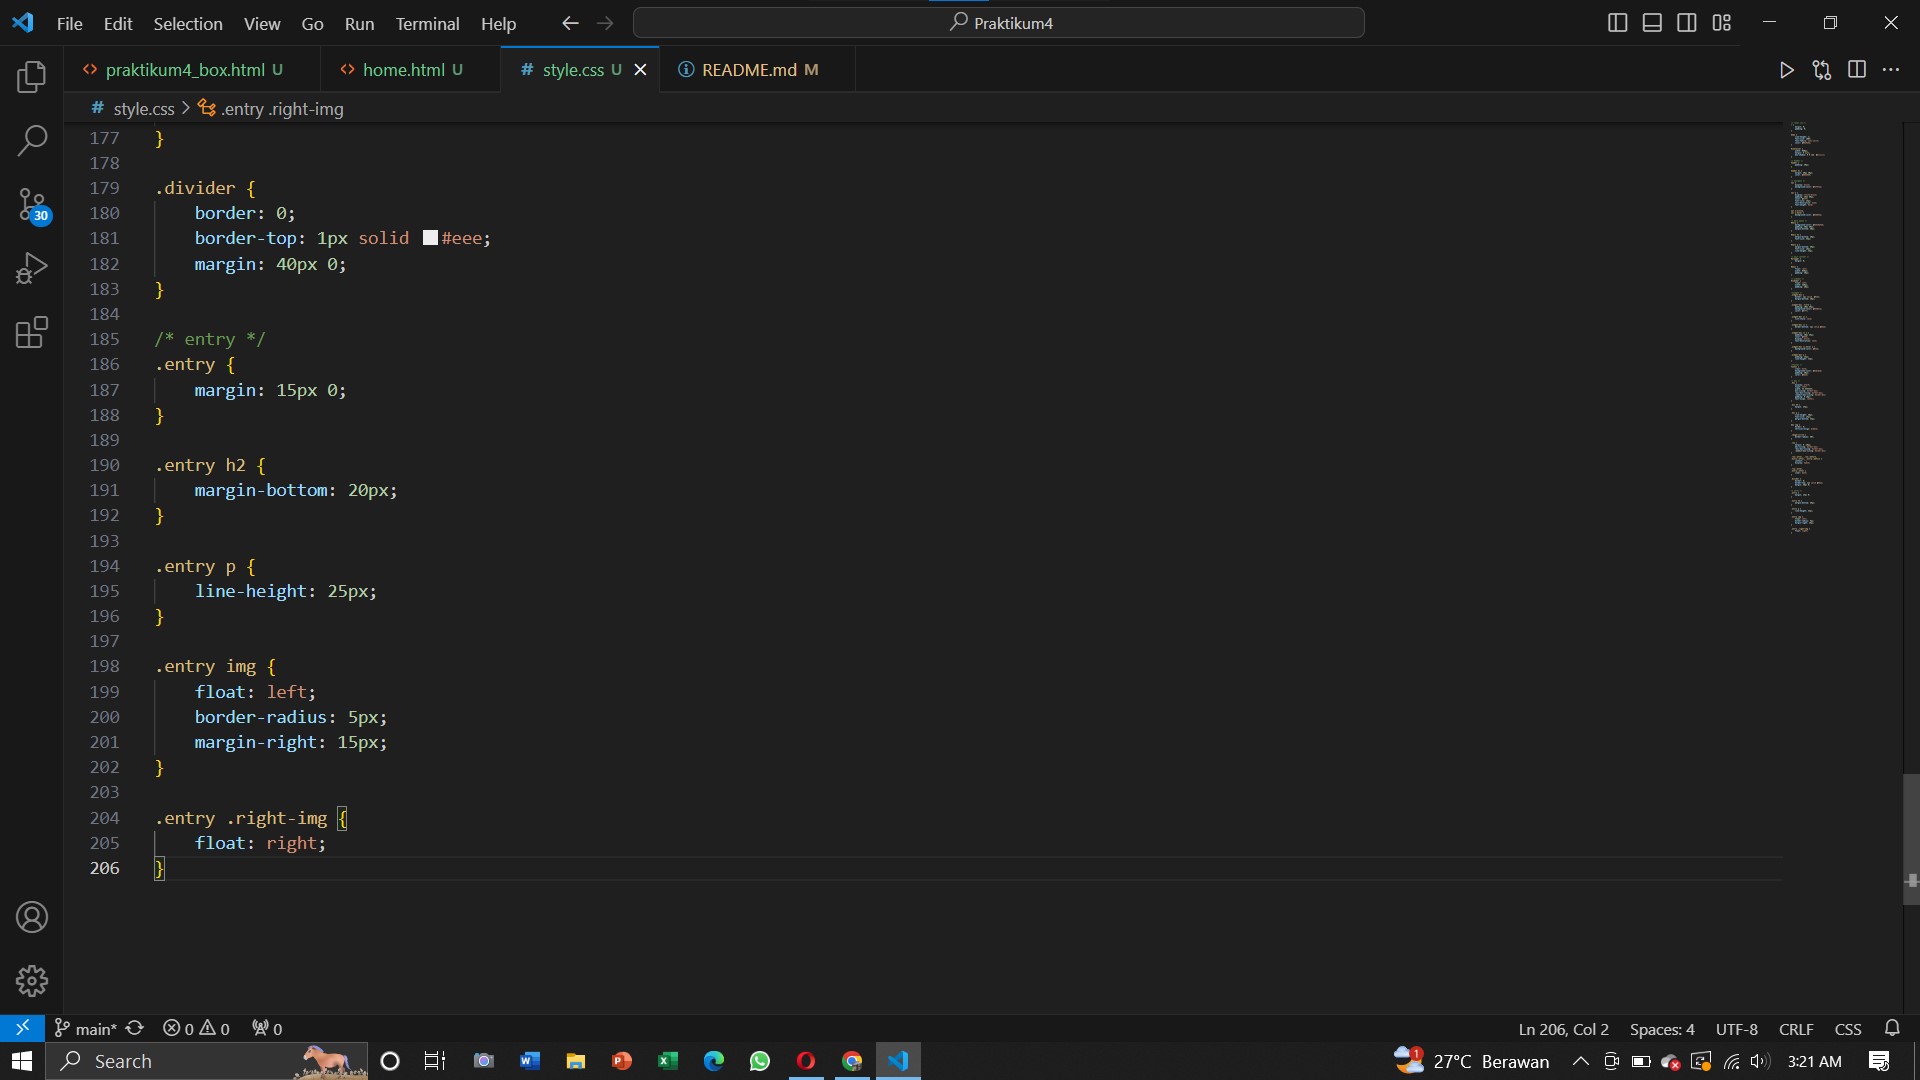 File Edit Selection View Go Run Terminal Help Praktikum4
praktikum4_box.html U home.html U # style.css U README.md M
# style.css > .entry .right-img
177 }
178
179 .divider {
180 border: 0;
181 border-top: 1px solid #eee;
182 margin: 40px 0;
183 }
184
185 /* entry */
186 .entry {
187 margin: 15px 0;
188 }
189
190 .entry h2 {
191 margin-bottom: 20px;
192 }
193
194 .entry p {
195 line-height: 25px;
196 }
197
198 .entry img {
199 float: left;
200 border-radius: 5px;
201 margin-right: 15px;
202 }
203
204 .entry .right-img {
205 float: right;
206 }
30
main* 0 0 0 Ln 206, Col 2 Spaces: 4 UTF-8 CRLF CSS
Search 1 27°C Berawan 3:21 AM